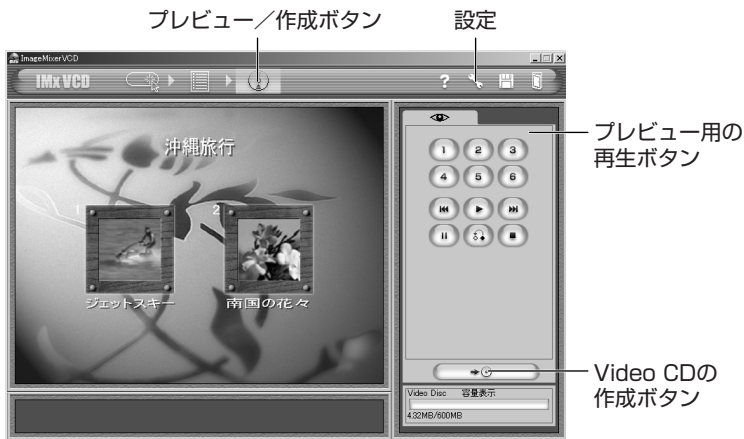 プレビュー／作成ボタン
設定
ImageMixerVCD
IMxVCD
?
沖縄旅行
1
2
ジェットスキー
南国の花々
1 2 3
4 5 6
プレビュー用の
再生ボタン
Video CDの
作成ボタン
Video Disc 容量表示
4.32MB/600MB